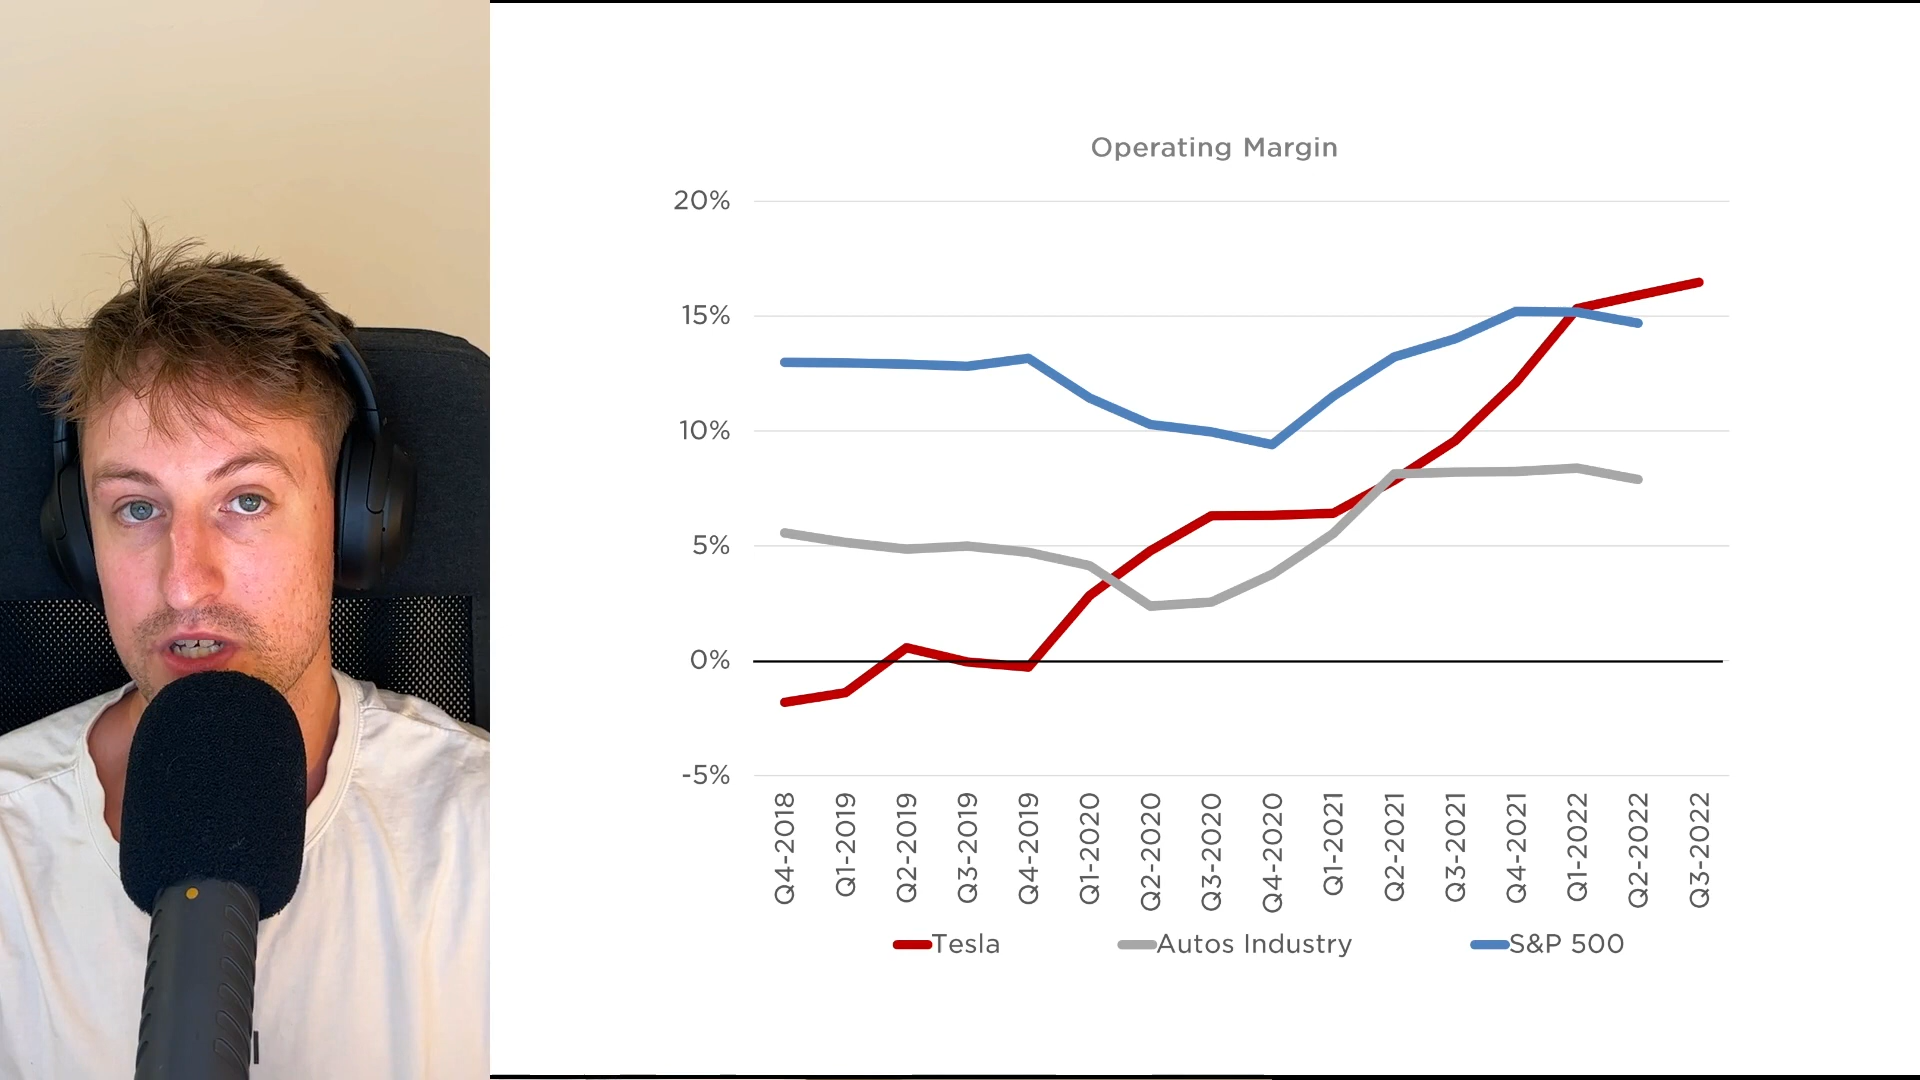 Operating Margin
20%
15%
10%
5%
0%
-5%
Q4-2018
Q1-2019
Q2-2019
Q3-2019
Q4-2019
Q1-2020
Q2-2020
Q3-2020
Q4-2020
Q1-2021
Q2-2021
Q3-2021
Q4-2021
Q1-2022
Q2-2022
Q3-2022
Tesla Autos Industry S&P 500